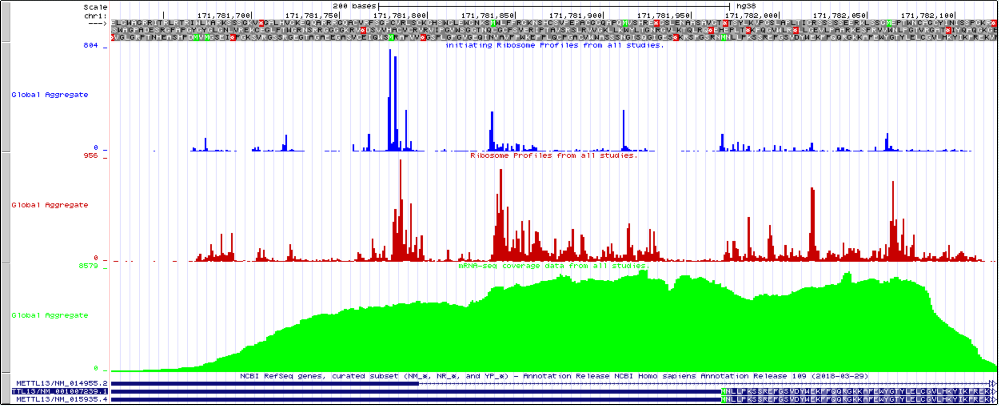 Scale 200 bases hg38
chr1: 171,781,700 171,781,750 171,781,800 171,781,850 171,781,900 171,781,950 171,782,000 171,782,050 171,782,100
--->
804 initiating Ribosome Profiles from all studies.
Global Aggregate
0
956 Ribosome Profiles from all studies.
Global Aggregate
0
8579 mRNA-seq coverage data from all studies.
Global Aggregate
0
NCBI RefSeq genes, curated subset (NM_*, NR_*, and YP_*) - Annotation Release NCBI Homo sapiens Annotation Release 109 (2018-03-29)
METTL13/NM_014955.2
TTL13/NM_001007239.1 MNLLPKSSREFGSVDYWEKFFQQRGKKAFEWYGTYLELCGVLHKYIKPREK
METTL13/NM_015935.4 MNLLPKSSREFGSVDYWEKFFQQRGKKAFEWYGTYLELCGVLHKYIKPREK